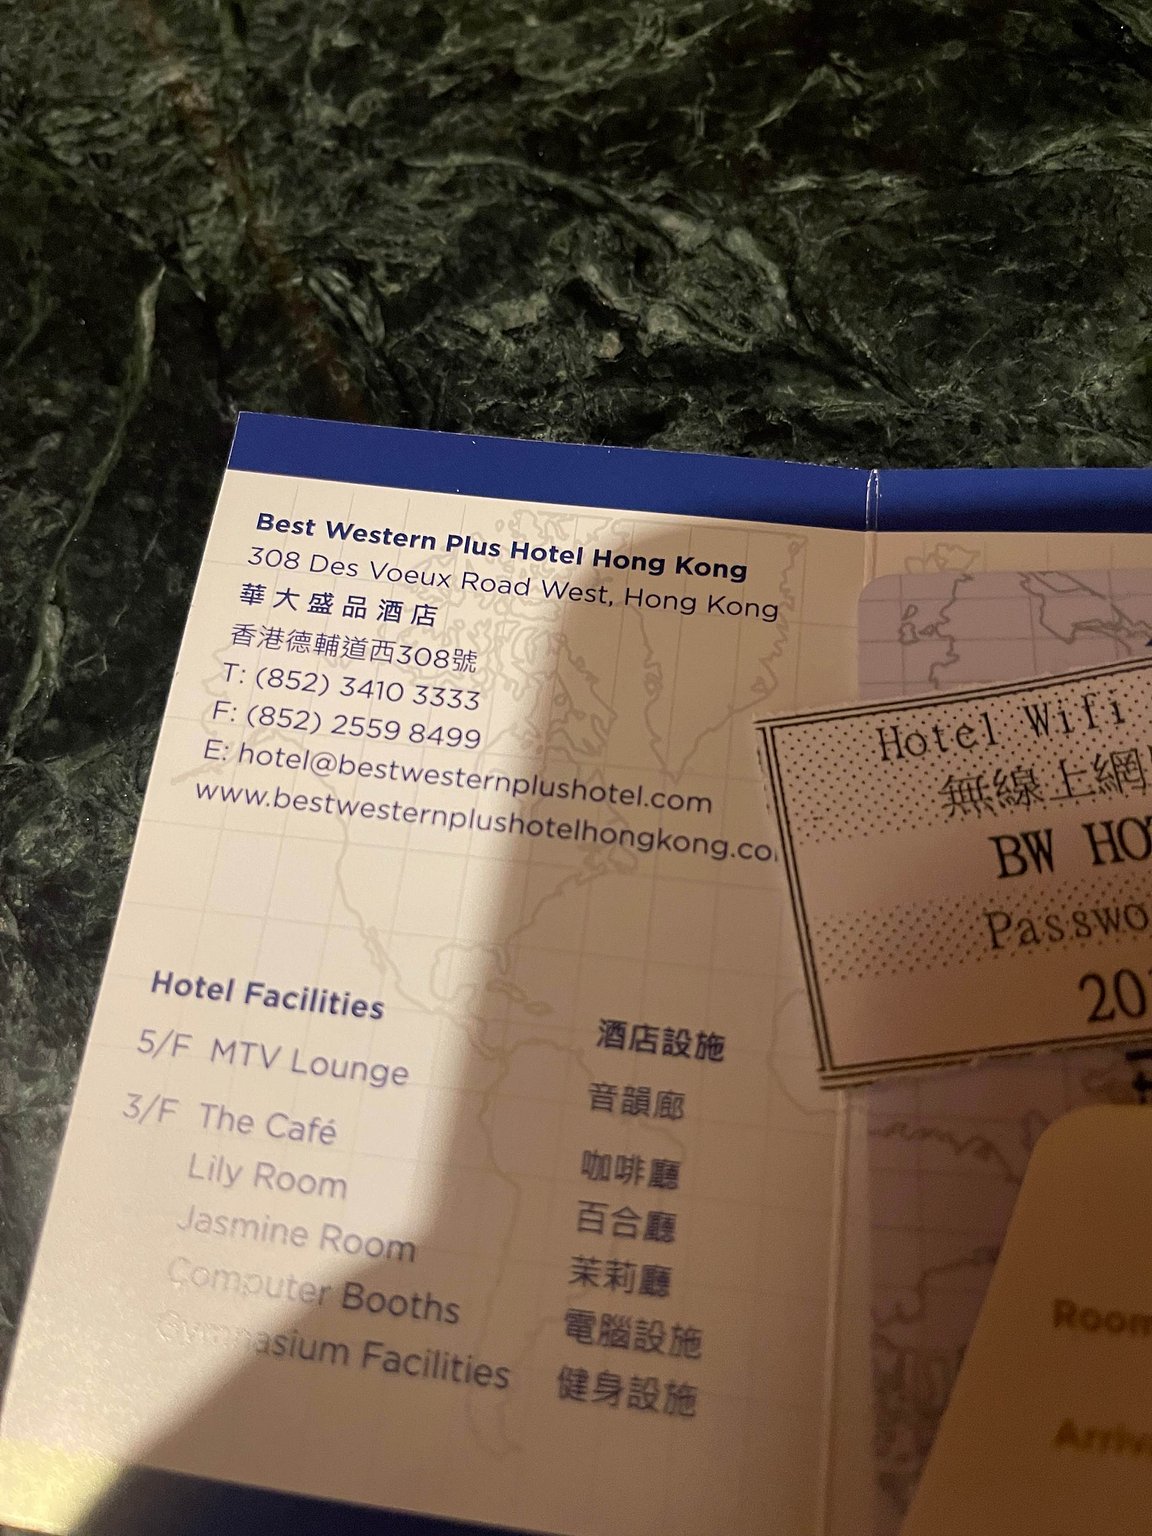 Best Western Plus Hotel Hong Kong
308 Des Voeux Road West, Hong Kong
華大盛品酒店
香港德輔道西308號
T: (852) 3410 3333
F: (852) 2559 8499
E: hotel@bestwesternplushotel.com
www.bestwesternplushotelhongkong.co
Hotel Facilities 酒店設施
5/F MTV Lounge 音韻廊
3/F The Café 咖啡廳
Lily Room 百合廳
Jasmine Room 茉莉廳
Computer Booths 電腦設施
Gymnasium Facilities 健身設施
Hotel Wifi
無線上網
BW HO
Passwo
20
Room
Arriv